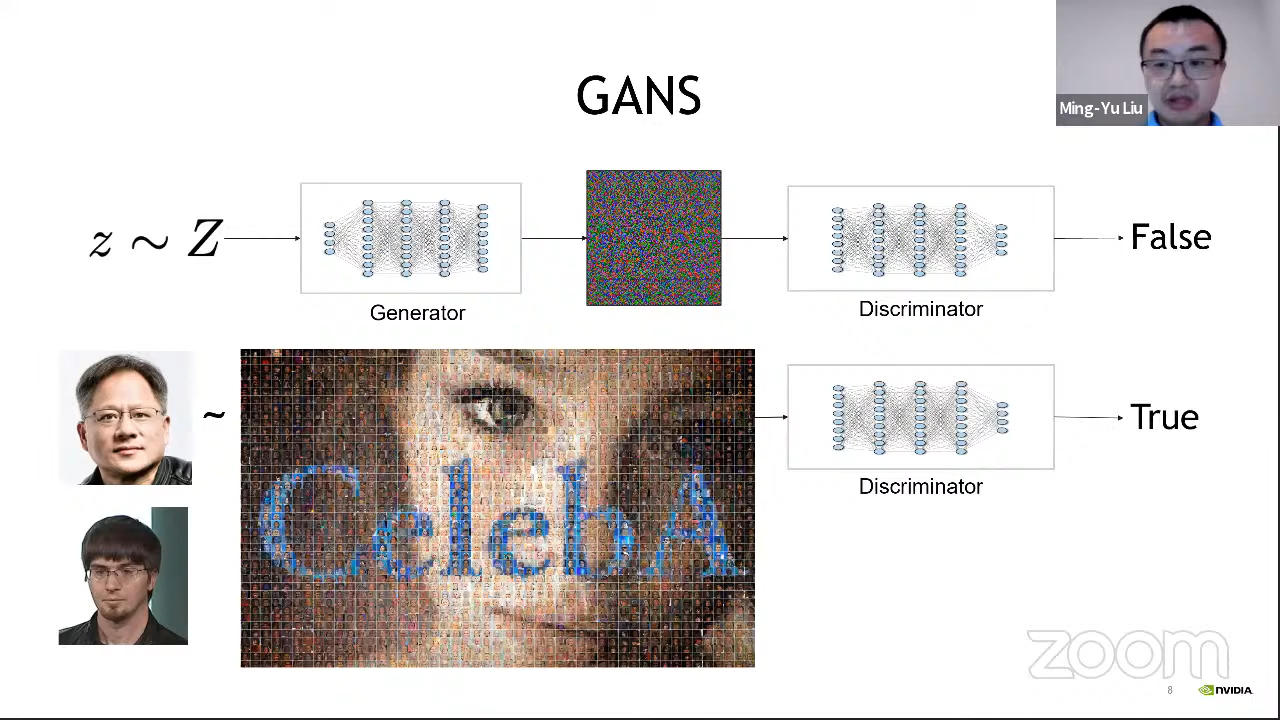 GANS
Ming-Yu Liu
z ~ Z
Generator
Discriminator
False
~
CelebA
Discriminator
True
zoom
8
NVIDIA.